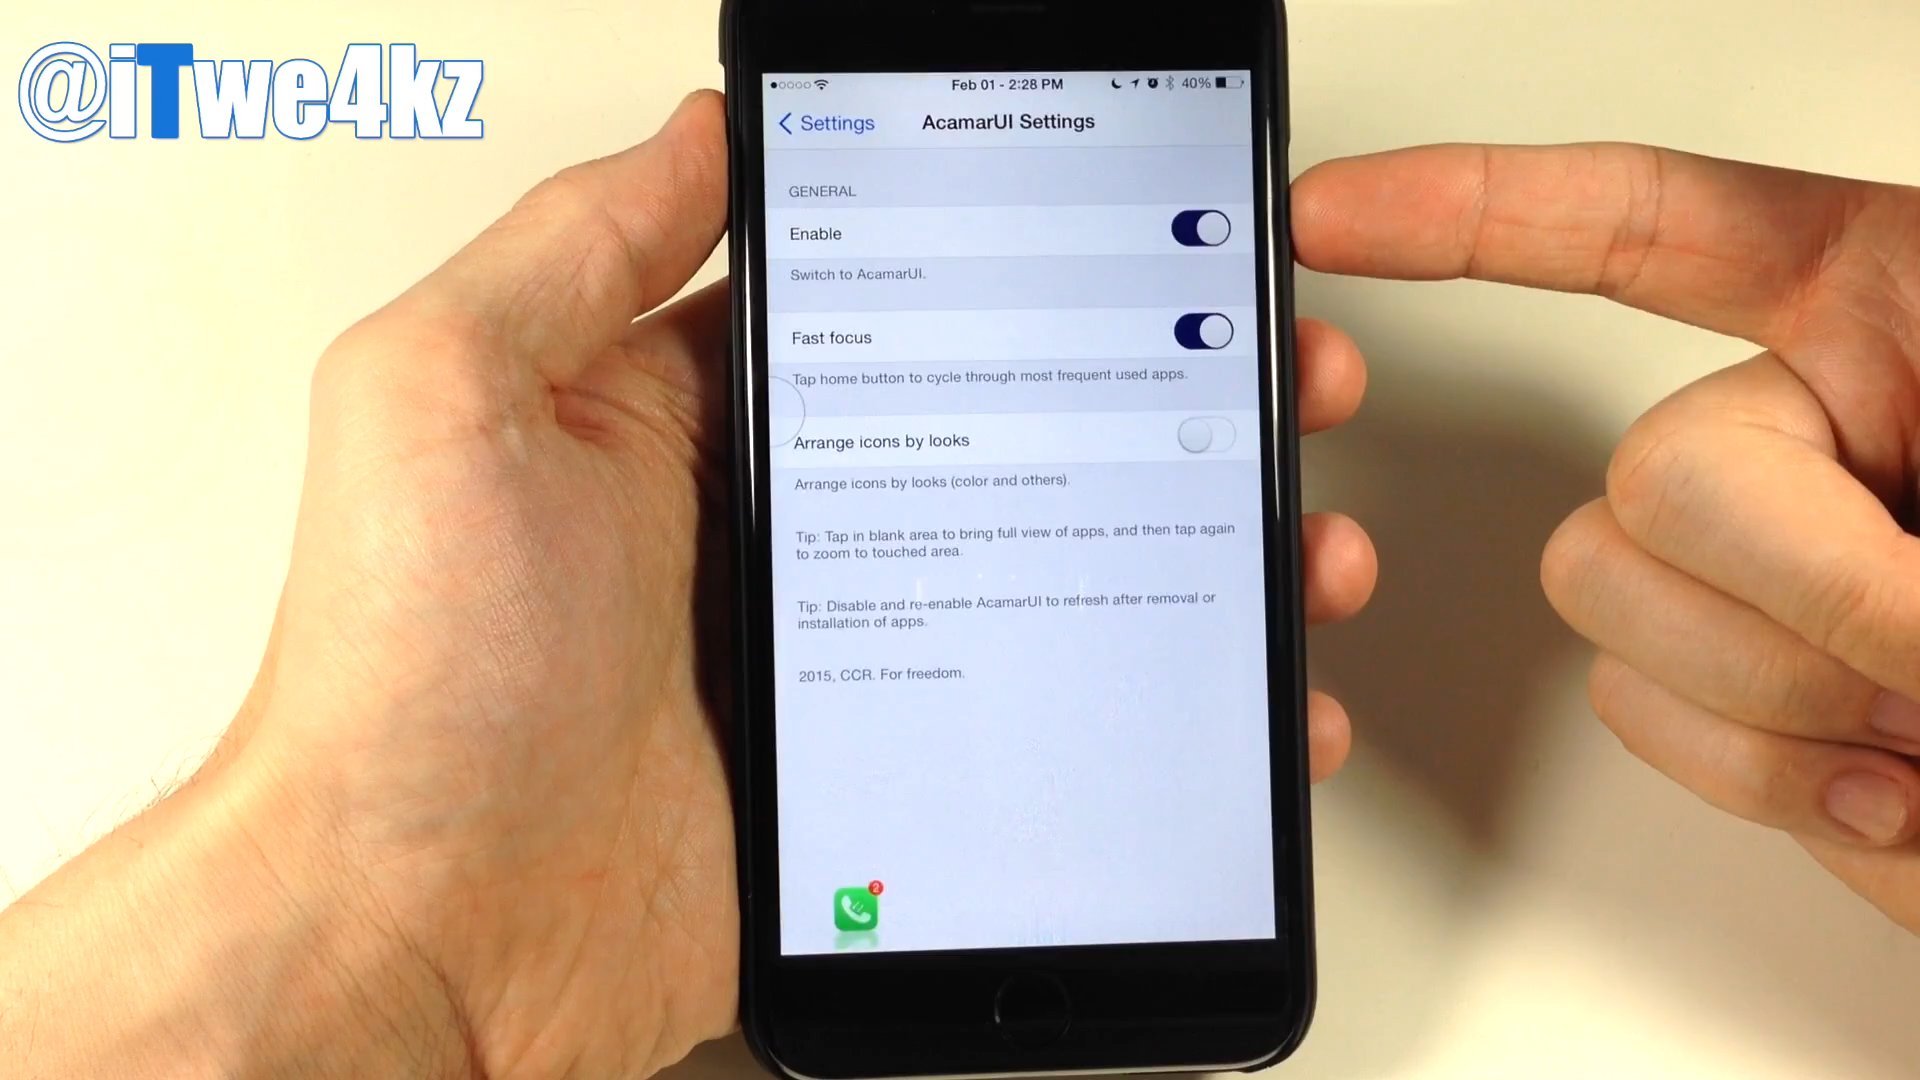 @iTwe4kz
Feb 01 - 2:28 PM
40%
Settings
AcamarUI Settings
GENERAL
Enable
Switch to AcamarUI.
Fast focus
Tap home button to cycle through most frequent used apps.
Arrange icons by looks
Arrange icons by looks (color and others).
Tip: Tap in blank area to bring full view of apps, and then tap again
to zoom to touched area.
Tip: Disable and re-enable AcamarUI to refresh after removal or
installation of apps.
2015, CCR. For freedom.
2